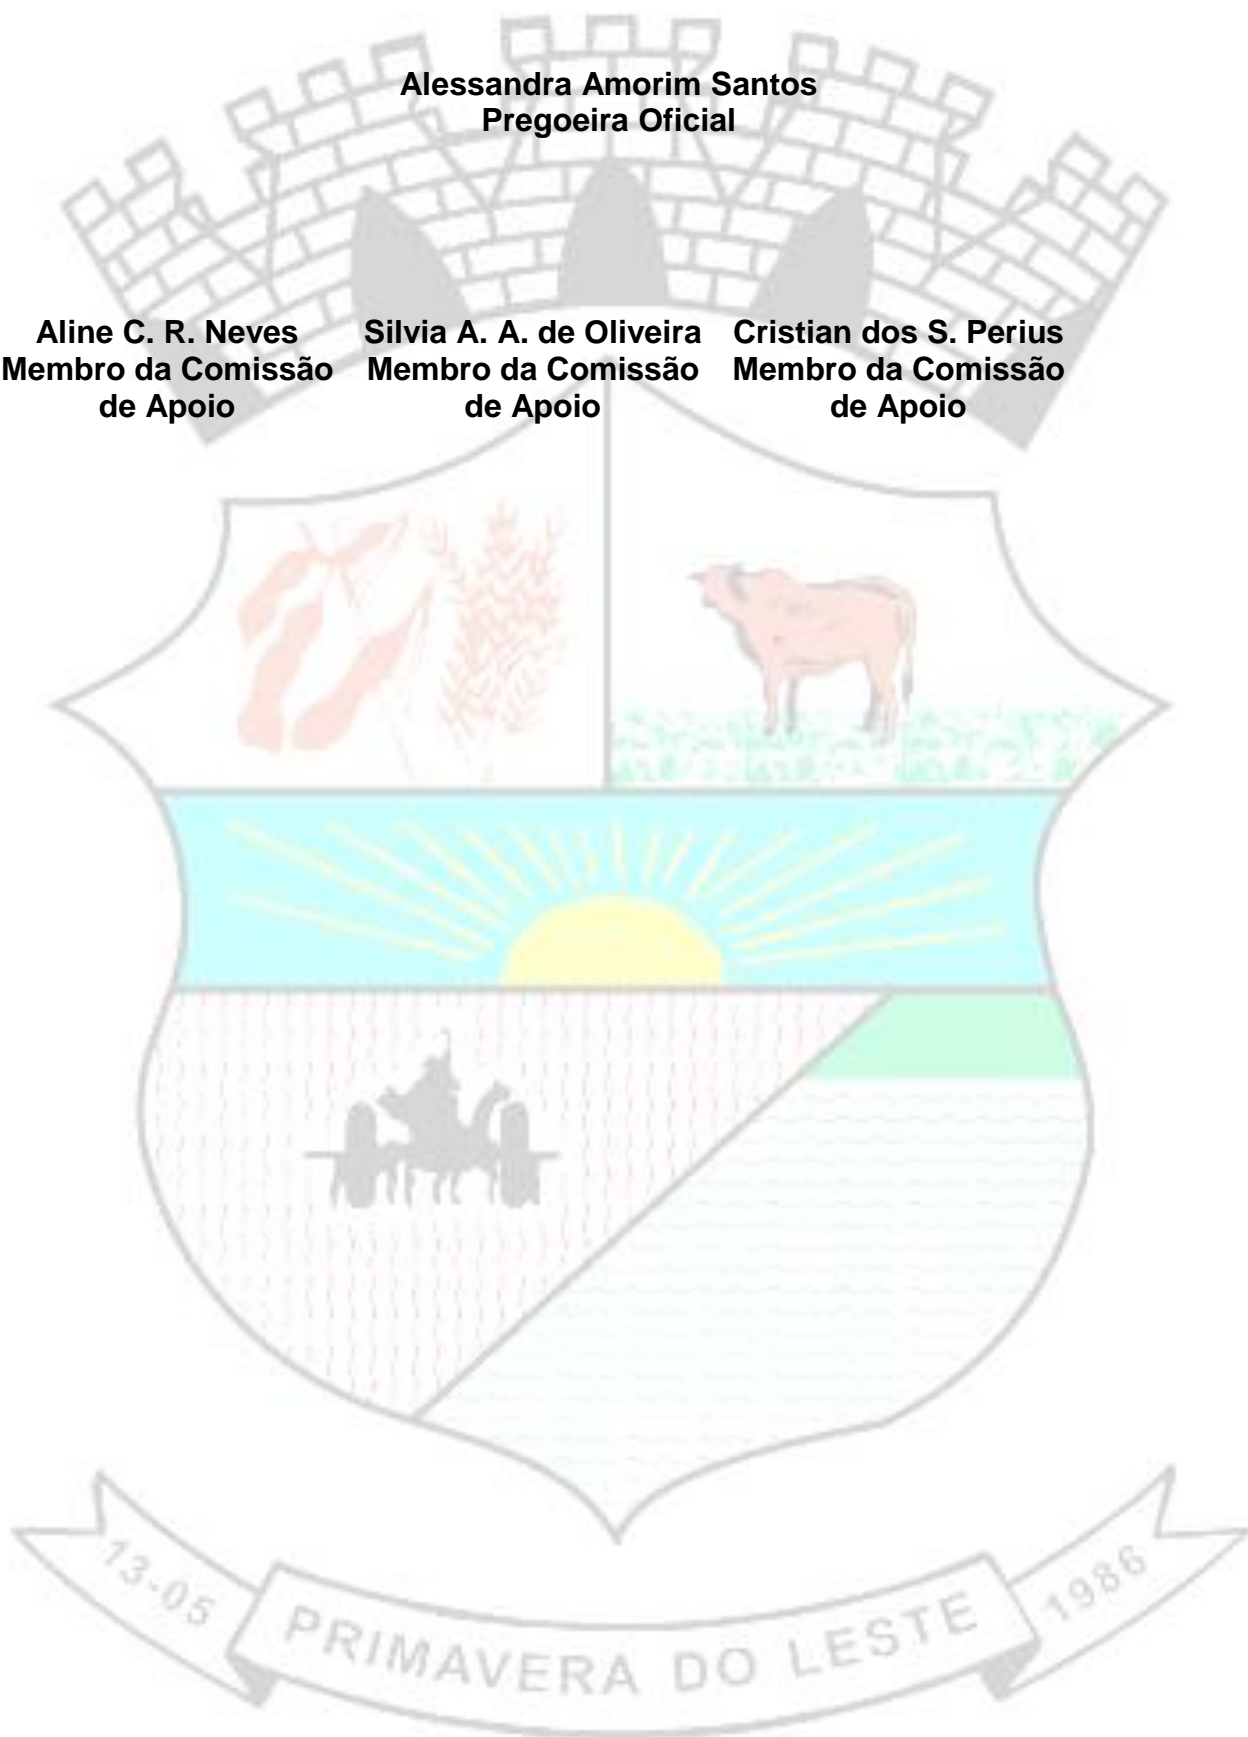 Alessandra Amorim Santos
Pregoeira Oficial
Aline C. R. Neves Silvia A. A. de Oliveira Cristian dos S. Perius
Membro da Comissão Membro da Comissão Membro da Comissão
de Apoio de Apoio de Apoio
13-05 PRIMAVERA DO LESTE 1986